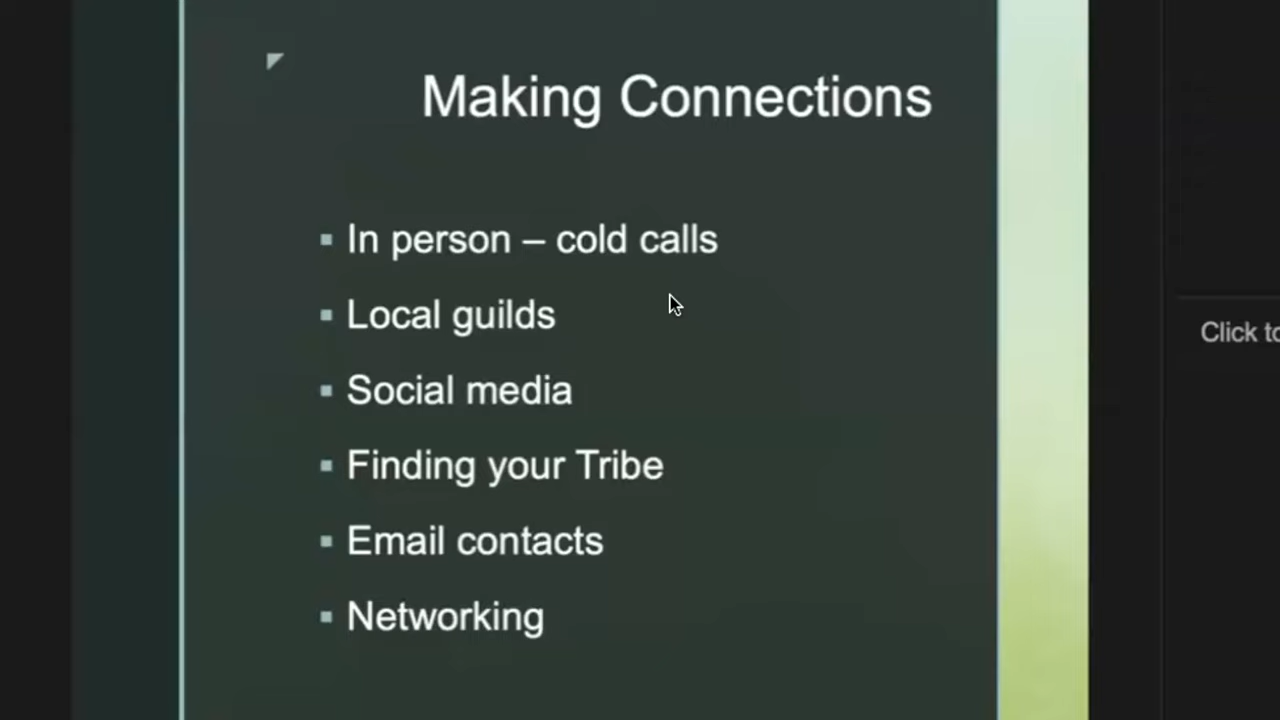 Making Connections
In person – cold calls
Local guilds
Social media
Finding your Tribe
Email contacts
Networking
Click to